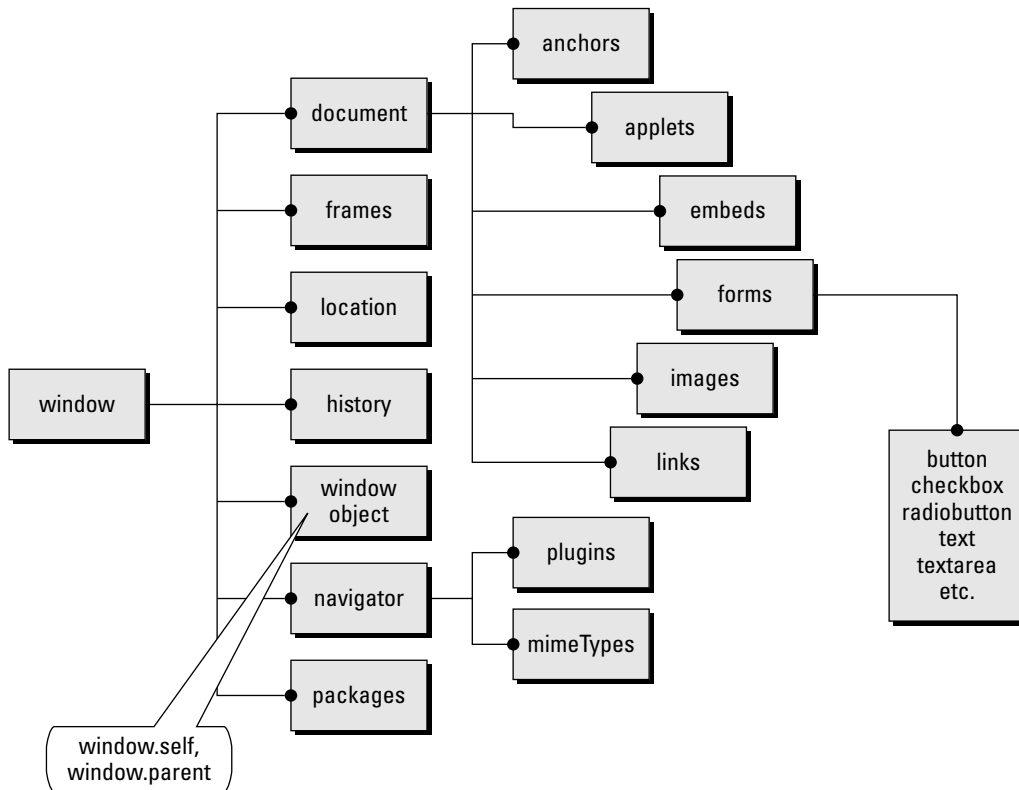 anchors
document
applets
frames
embeds
forms
location
images
window
history
links
button
checkbox
radiobutton
text
textarea
etc.
window
object
plugins
navigator
mimeTypes
packages
window.self,
window.parent